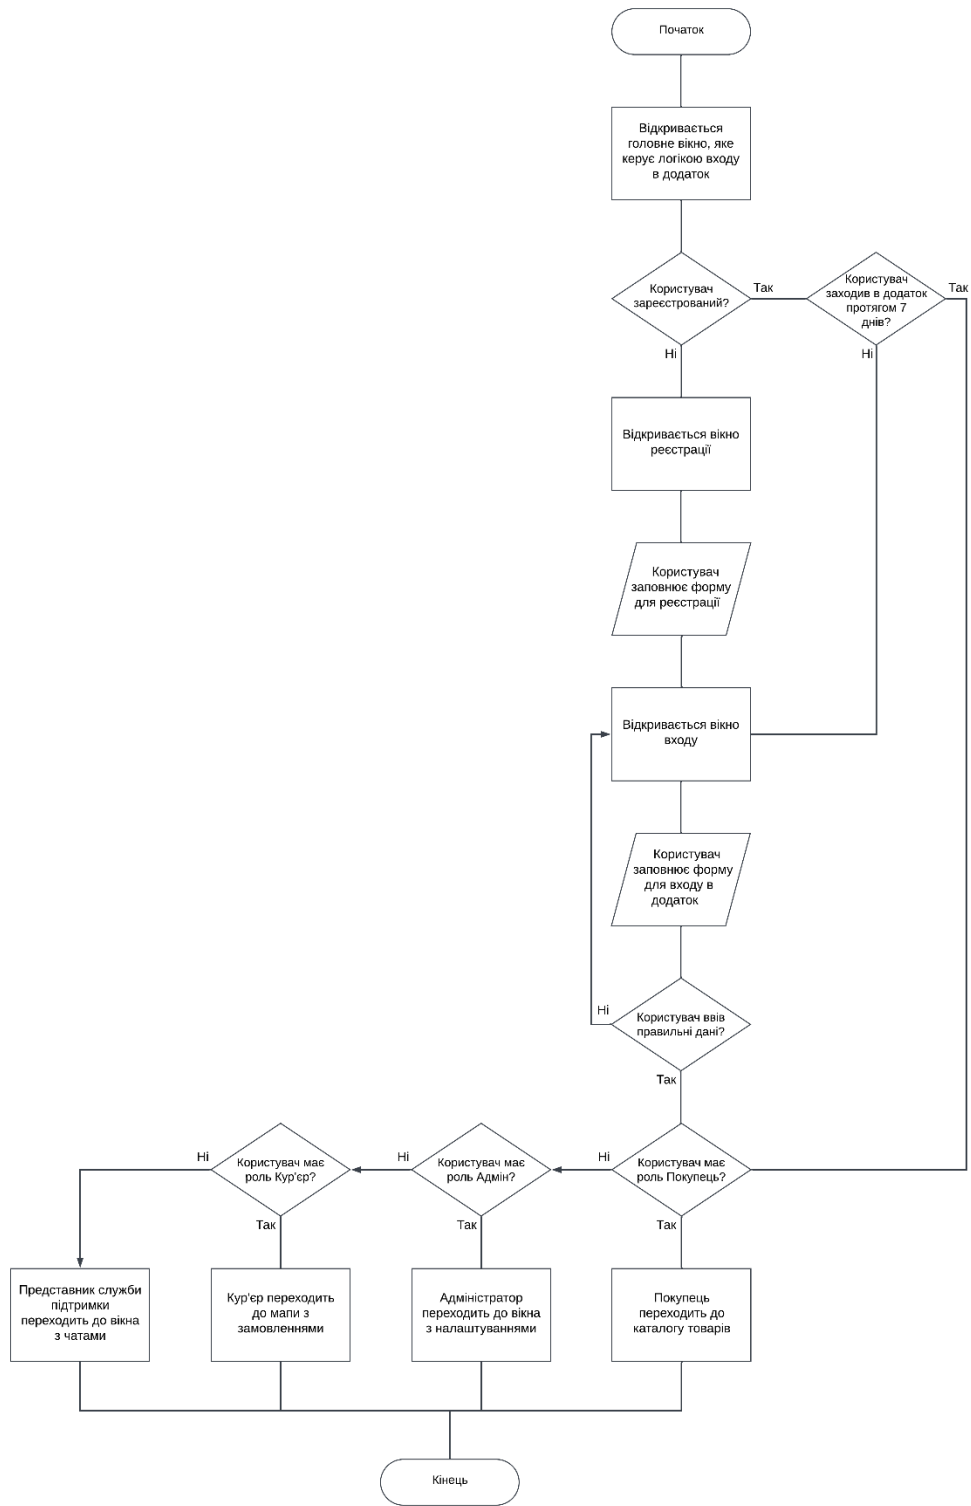 Початок
Відкривається
головне вікно, яке
керує логікою входу
в додаток
Користувач
зареєстрований?
Так
Користувач
заходив в додаток
протягом 7
днів?
Так
Ні
Ні
Відкривається вікно
реєстрації
Користувач
заповнює форму
для реєстрації
Відкривається вікно
входу
Користувач
заповнює форму
для входу в
додаток
Ні
Користувач ввів
правильні дані?
Так
Ні
Користувач має
роль Кур'єр?
Ні
Користувач має
роль Адмін?
Ні
Користувач має
роль Покупець?
Так
Так
Так
Представник служби
підтримки
переходить до вікна
з чатами
Кур'єр переходить
до мапи з
замовленнями
Адміністратор
переходить до вікна
з налаштуваннями
Покупець
переходить до
каталогу товарів
Кінець